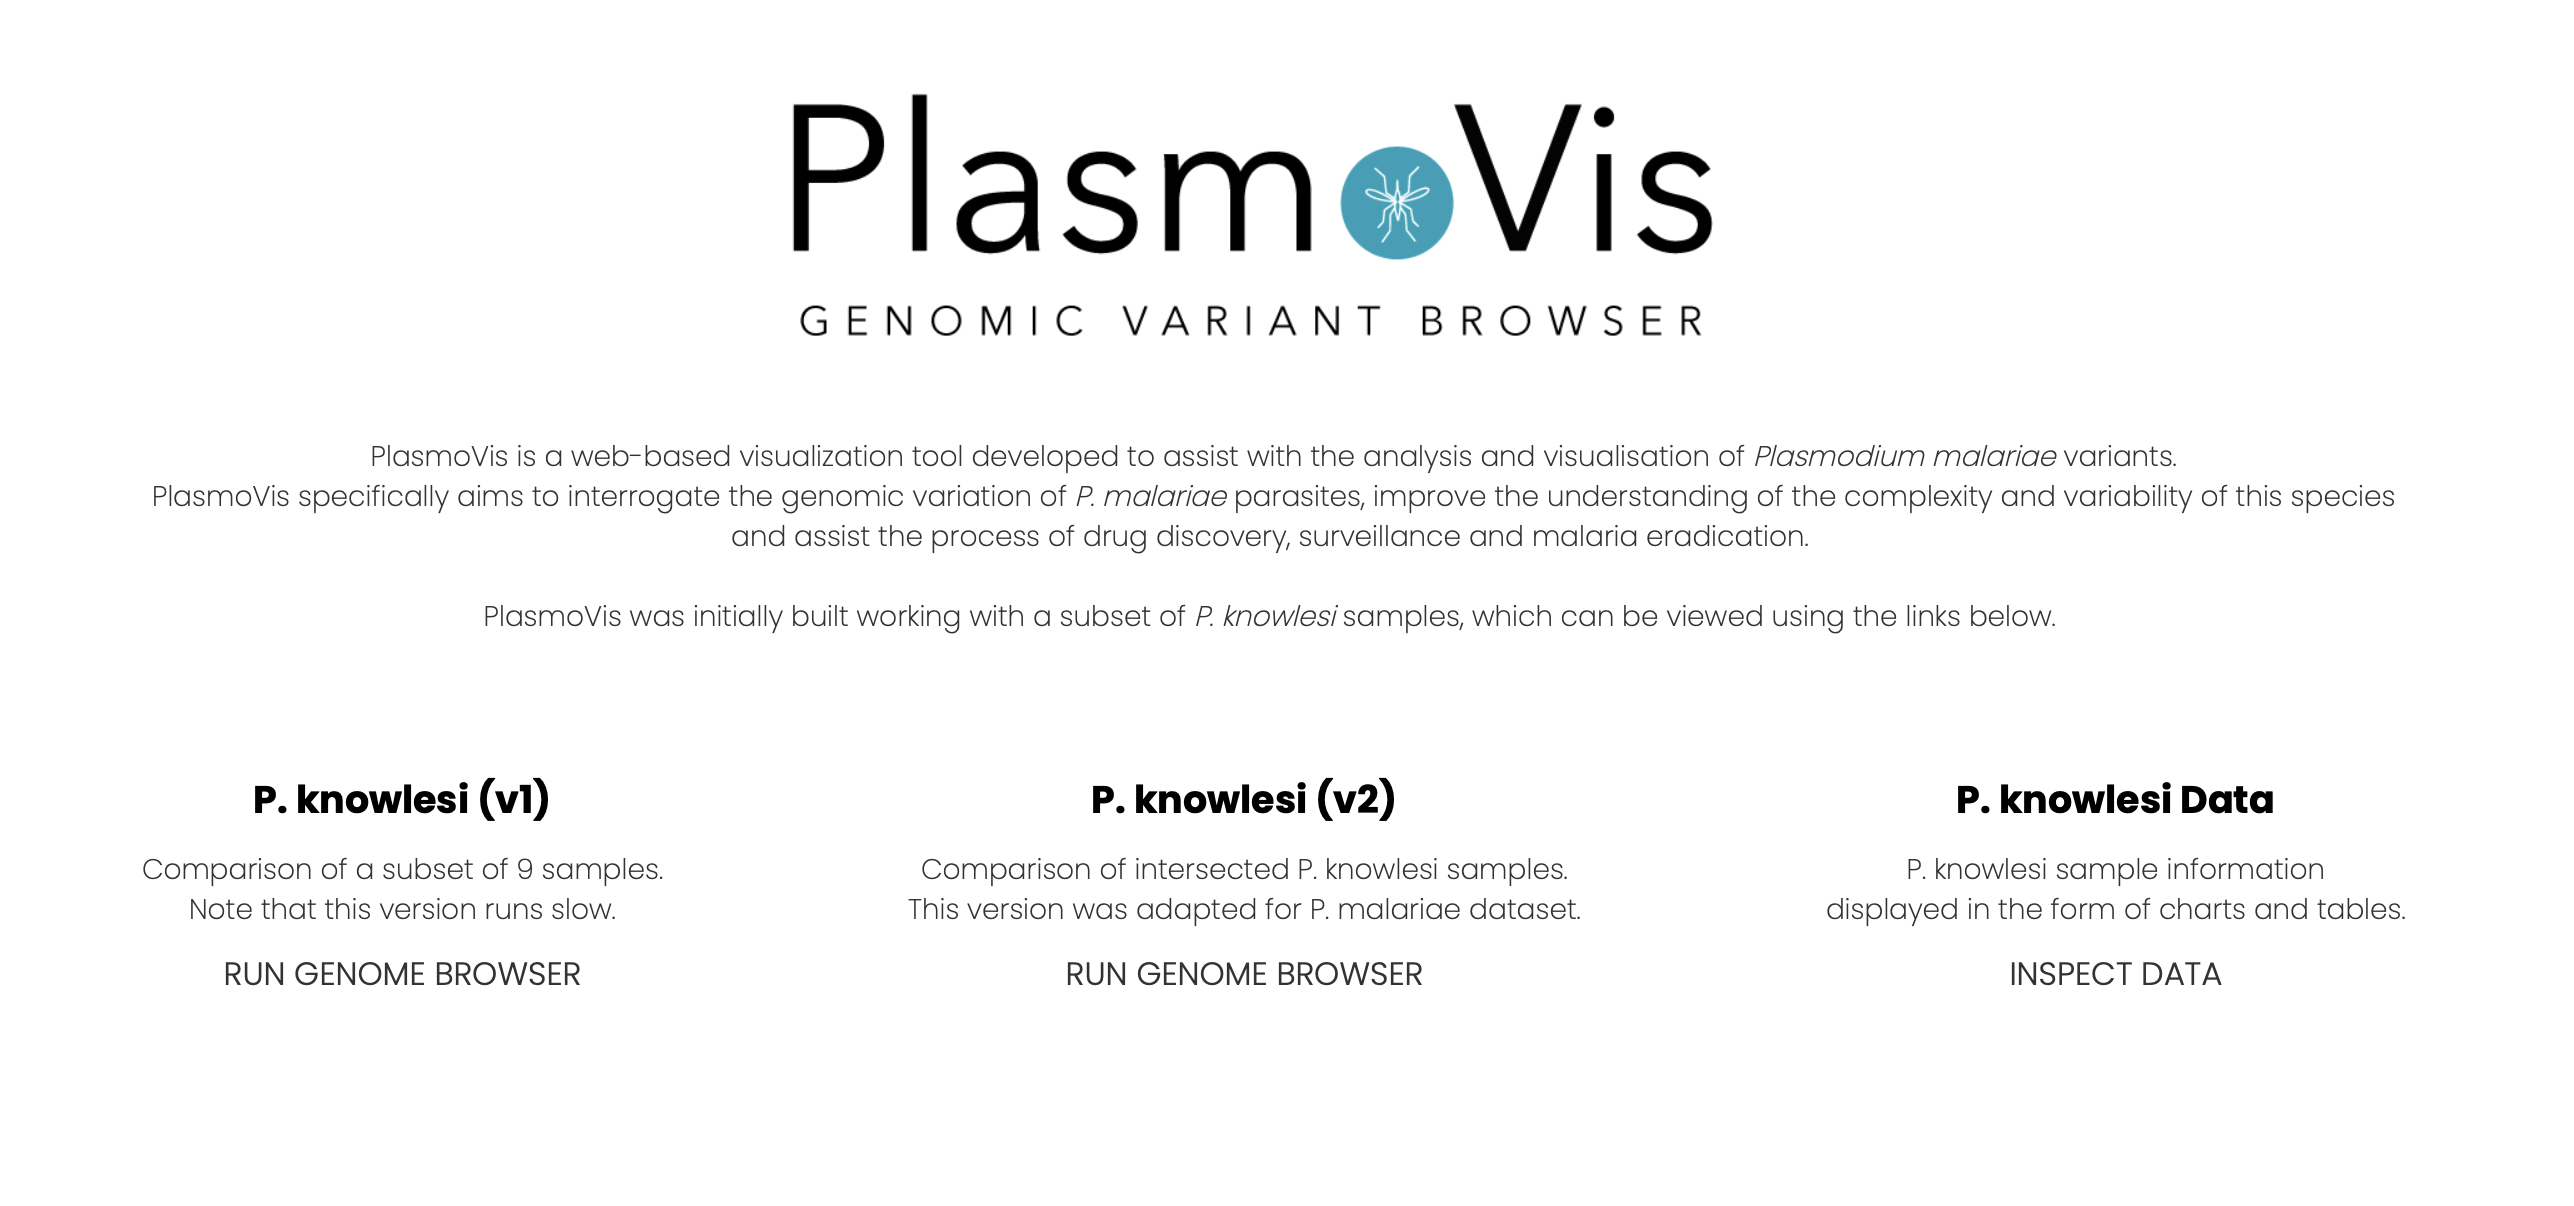 PlasmoVis
GENOMIC VARIANT BROWSER
PlasmoVis is a web-based visualization tool developed to assist with the analysis and visualisation of Plasmodium malariae variants.
PlasmoVis specifically aims to interrogate the genomic variation of P. malariae parasites, improve the understanding of the complexity and variability of this species
and assist the process of drug discovery, surveillance and malaria eradication.
PlasmoVis was initially built working with a subset of P. knowlesi samples, which can be viewed using the links below.
P. knowlesi (v1)
Comparison of a subset of 9 samples.
Note that this version runs slow.
RUN GENOME BROWSER
P. knowlesi (v2)
Comparison of intersected P. knowlesi samples.
This version was adapted for P. malariae dataset.
RUN GENOME BROWSER
P. knowlesi Data
P. knowlesi sample information
displayed in the form of charts and tables.
INSPECT DATA